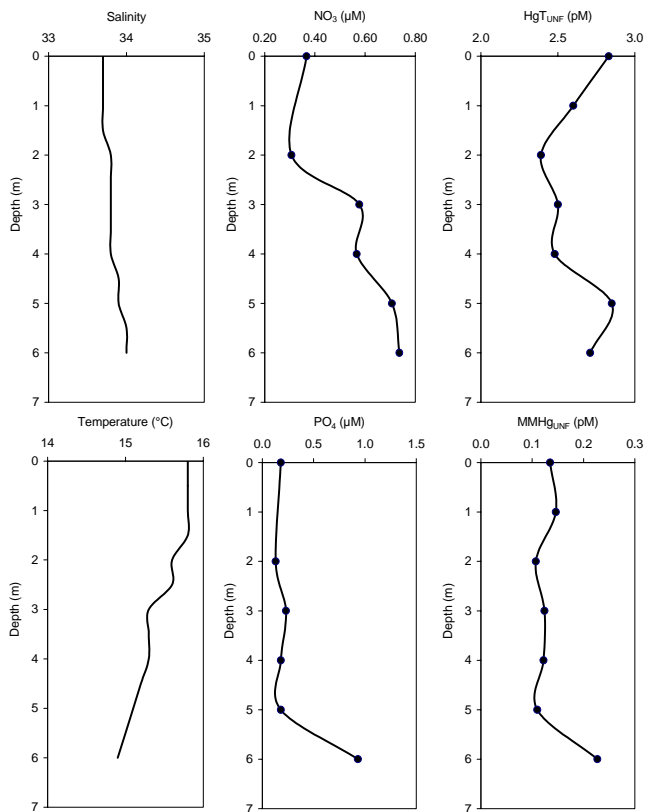 Salinity
33 34 35
0
1
2
3
4
5
6
7
Depth (m)
NO3 (µM)
0.20 0.40 0.60 0.80
0
1
2
3
4
5
6
7
Depth (m)
HgTUNF (pM)
2.0 2.5 3.0
0
1
2
3
4
5
6
7
Depth (m)
Temperature (°C)
14 15 16
0
1
2
3
4
5
6
7
Depth (m)
PO4 (µM)
0.0 0.5 1.0 1.5
0
1
2
3
4
5
6
7
Depth (m)
MMHgUNF (pM)
0.0 0.1 0.2 0.3
0
1
2
3
4
5
6
7
Depth (m)